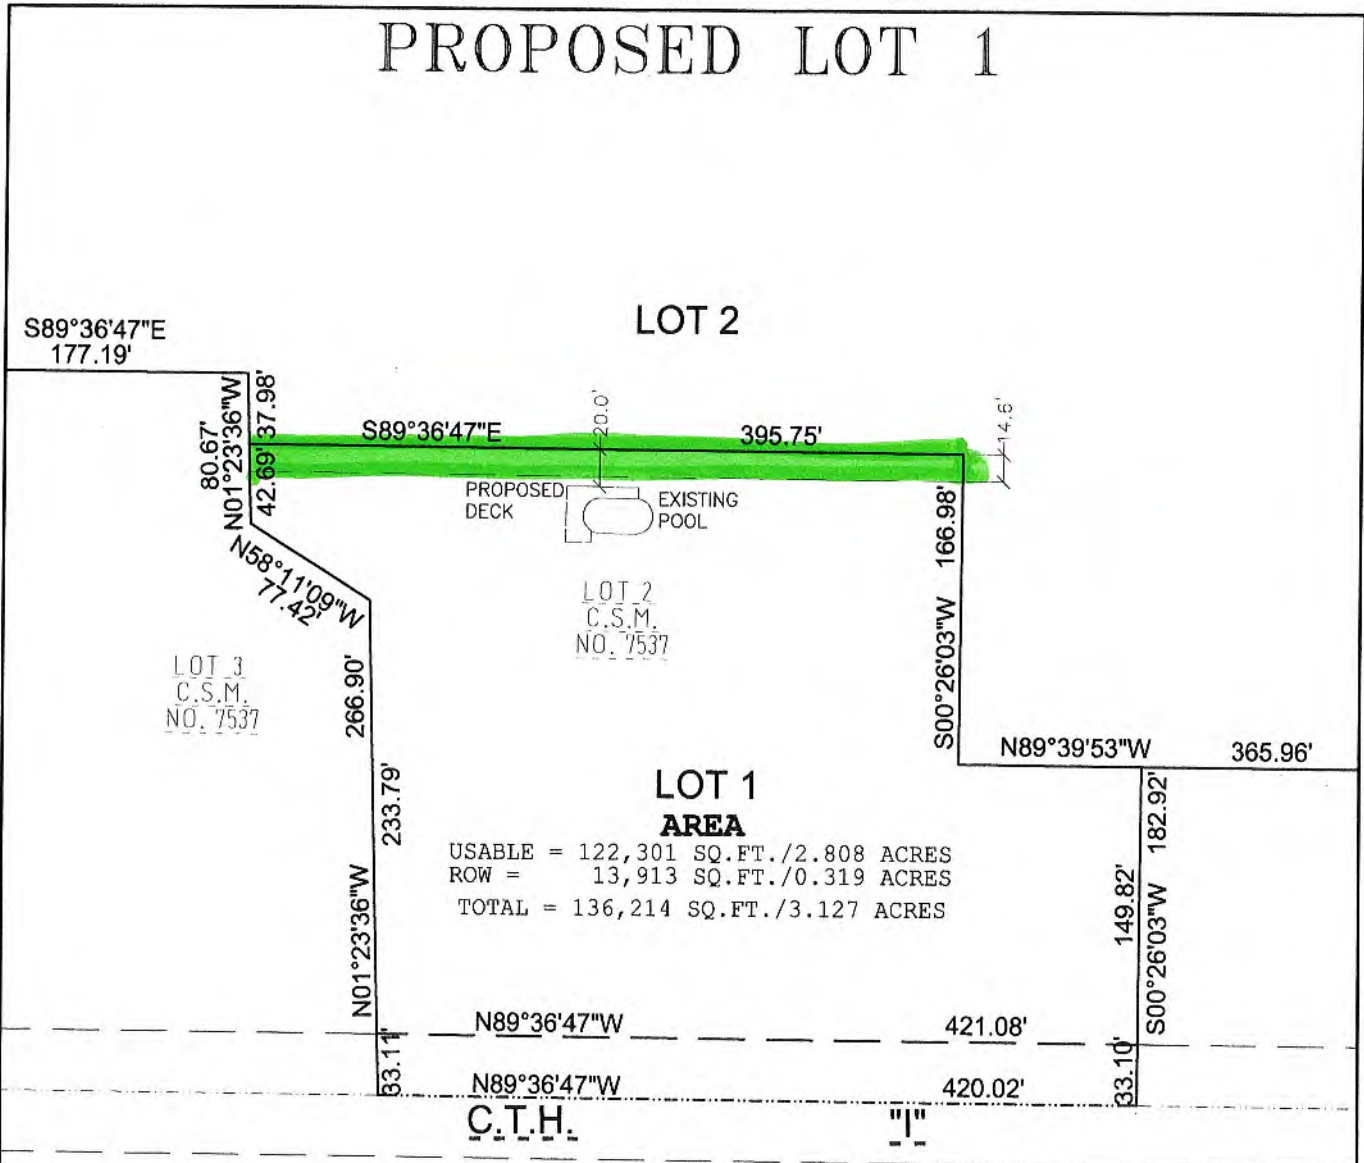 PROPOSED LOT 1
LOT 2
S89°36'47"E
177.19'
80.67'
N01°23'36"W
37.98'
42.69'
S89°36'47"E
20.0'
395.75'
14.6'
PROPOSED
DECK
EXISTING
POOL
166.98'
S00°26'03"W
N58°11'09"W
77.42'
LOT 2
C.S.M.
NO. 7537
LOT 3
C.S.M.
NO. 7537
266.90'
233.79'
N01°23'36"W
N89°39'53"W
365.96'
LOT 1
AREA
USABLE = 122,301 SQ.FT./2.808 ACRES
ROW = 13,913 SQ.FT./0.319 ACRES
TOTAL = 136,214 SQ.FT./3.127 ACRES
182.92'
149.82'
S00°26'03"W
N89°36'47"W
421.08'
33.11'
33.10'
N89°36'47"W
420.02'
C.T.H. "I"